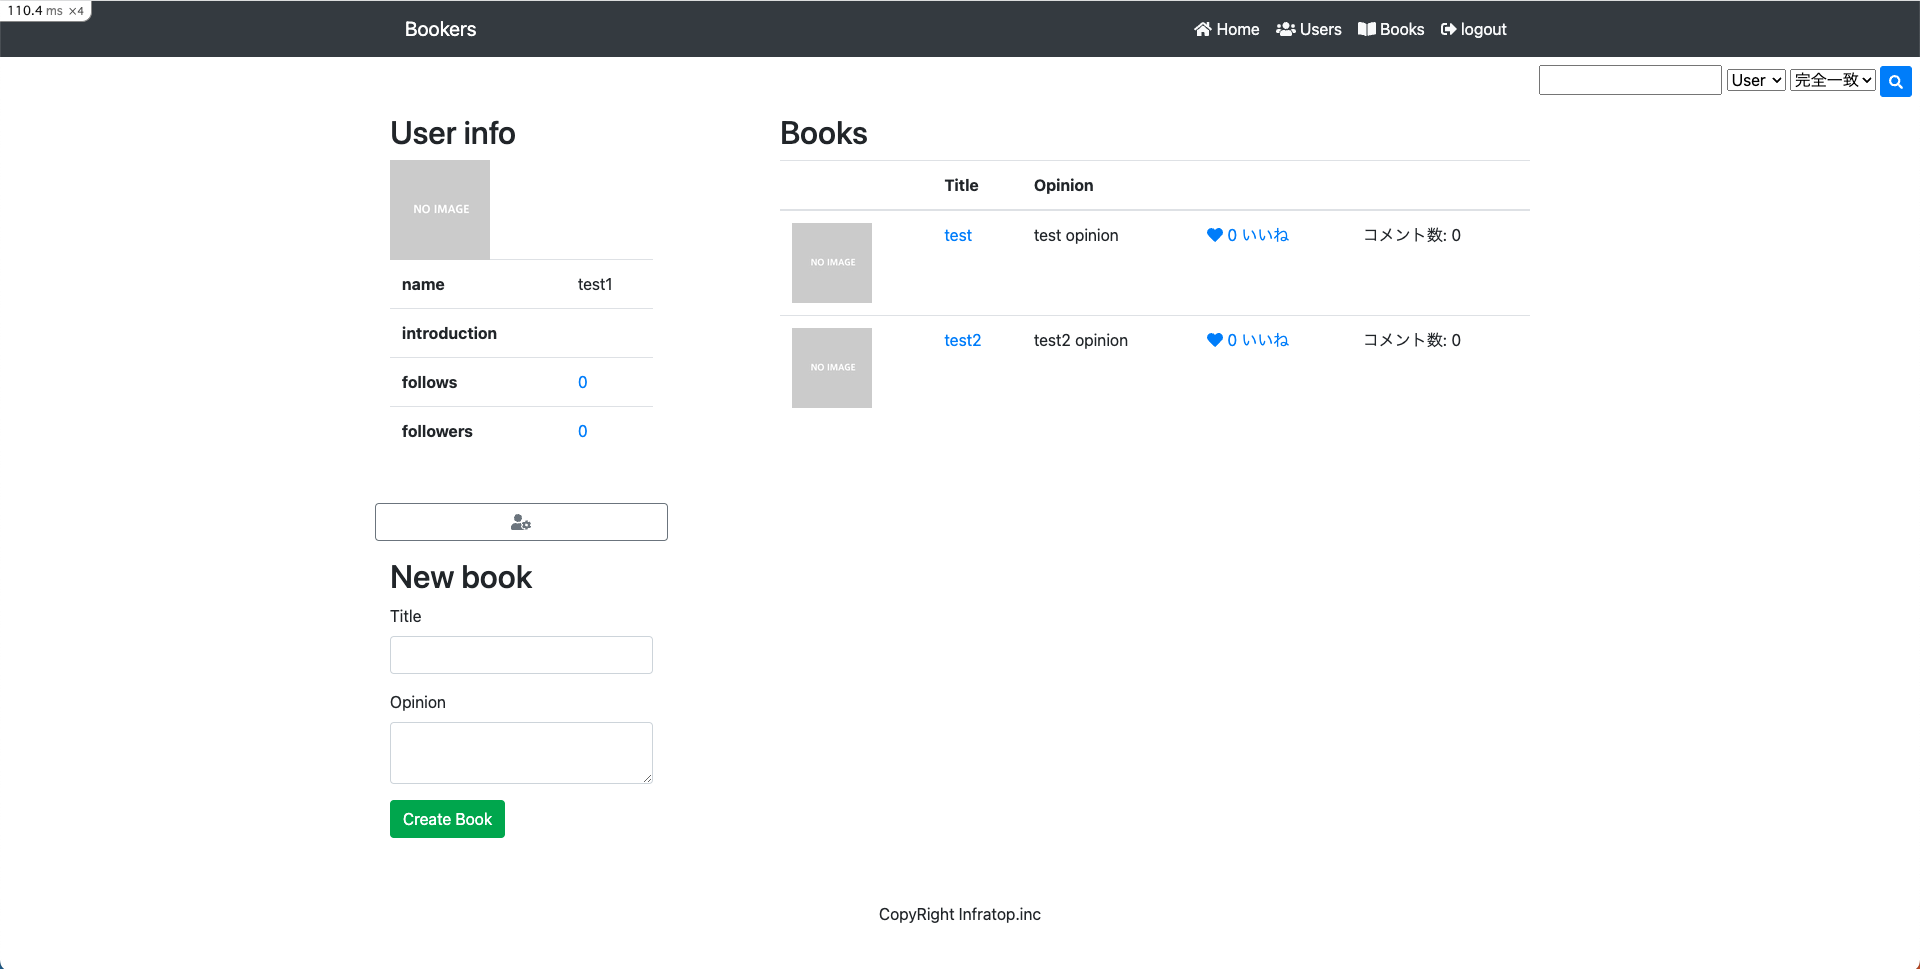 110.4 ms ×4
Bookers
Home Users Books logout
User 完全一致
User info
NO IMAGE
name test1
introduction
follows 0
followers 0
New book
Title
Opinion
Create Book
Books
Title Opinion
NO IMAGE test test opinion 0 いいね コメント数: 0
NO IMAGE test2 test2 opinion 0 いいね コメント数: 0
CopyRight Infratop.inc